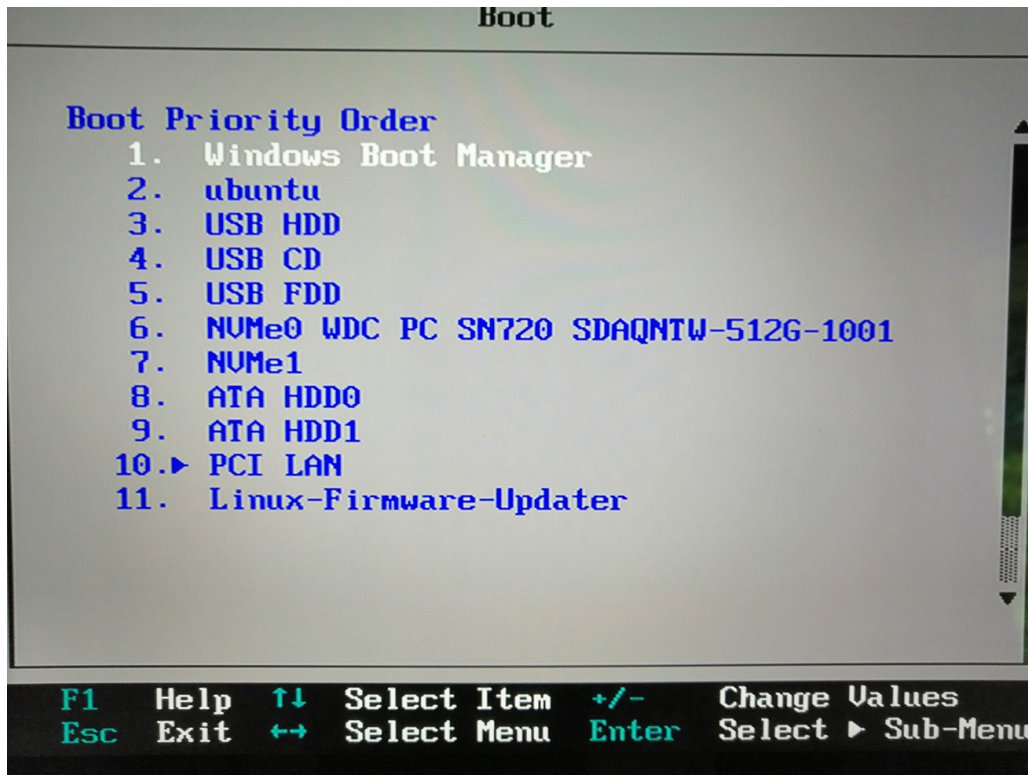 Boot
Boot Priority Order
1. Windows Boot Manager
2. ubuntu
3. USB HDD
4. USB CD
5. USB FDD
6. NVMe0 WDC PC SN720 SDAQNTW-512G-1001
7. NVMe1
8. ATA HDD0
9. ATA HDD1
10.▶ PCI LAN
11. Linux-Firmware-Updater
F1 Help ↑↓ Select Item +/- Change Values
Esc Exit ←→ Select Menu Enter Select ▶ Sub-Menu